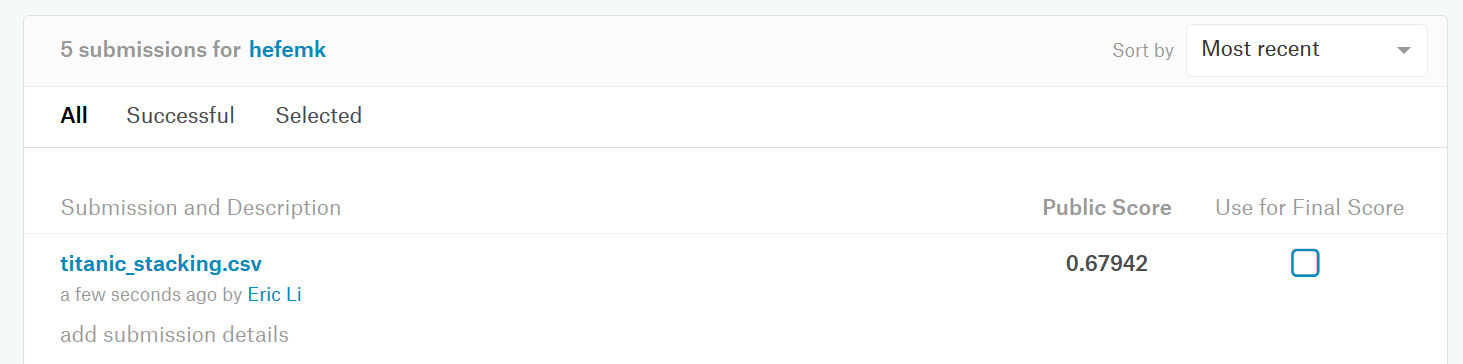 5 submissions for hefemk
Sort by Most recent
All Successful Selected
Submission and Description Public Score Use for Final Score
titanic_stacking.csv 0.67942
a few seconds ago by Eric Li
add submission details